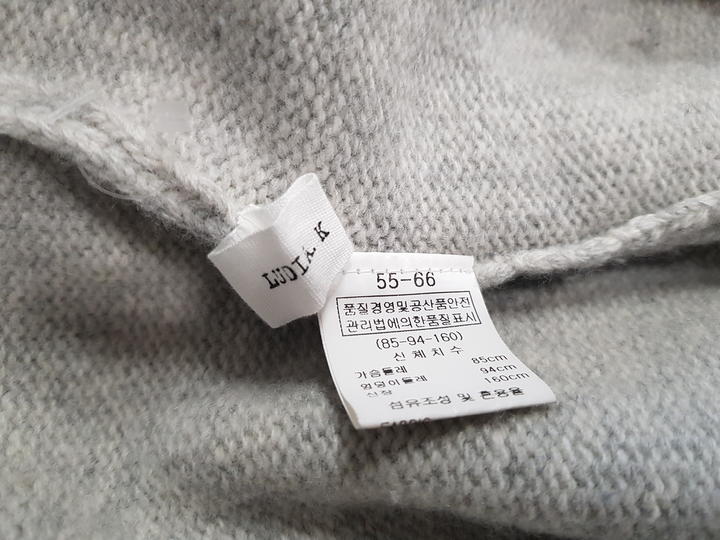 LUDIA.K
55-66
품질경영및공산품안전
관리법에의한품질표시
(85-94-160)
신체치수
가슴둘레 85cm
엉덩이둘레 94cm
신장 160cm
섬유조성 및 혼용율